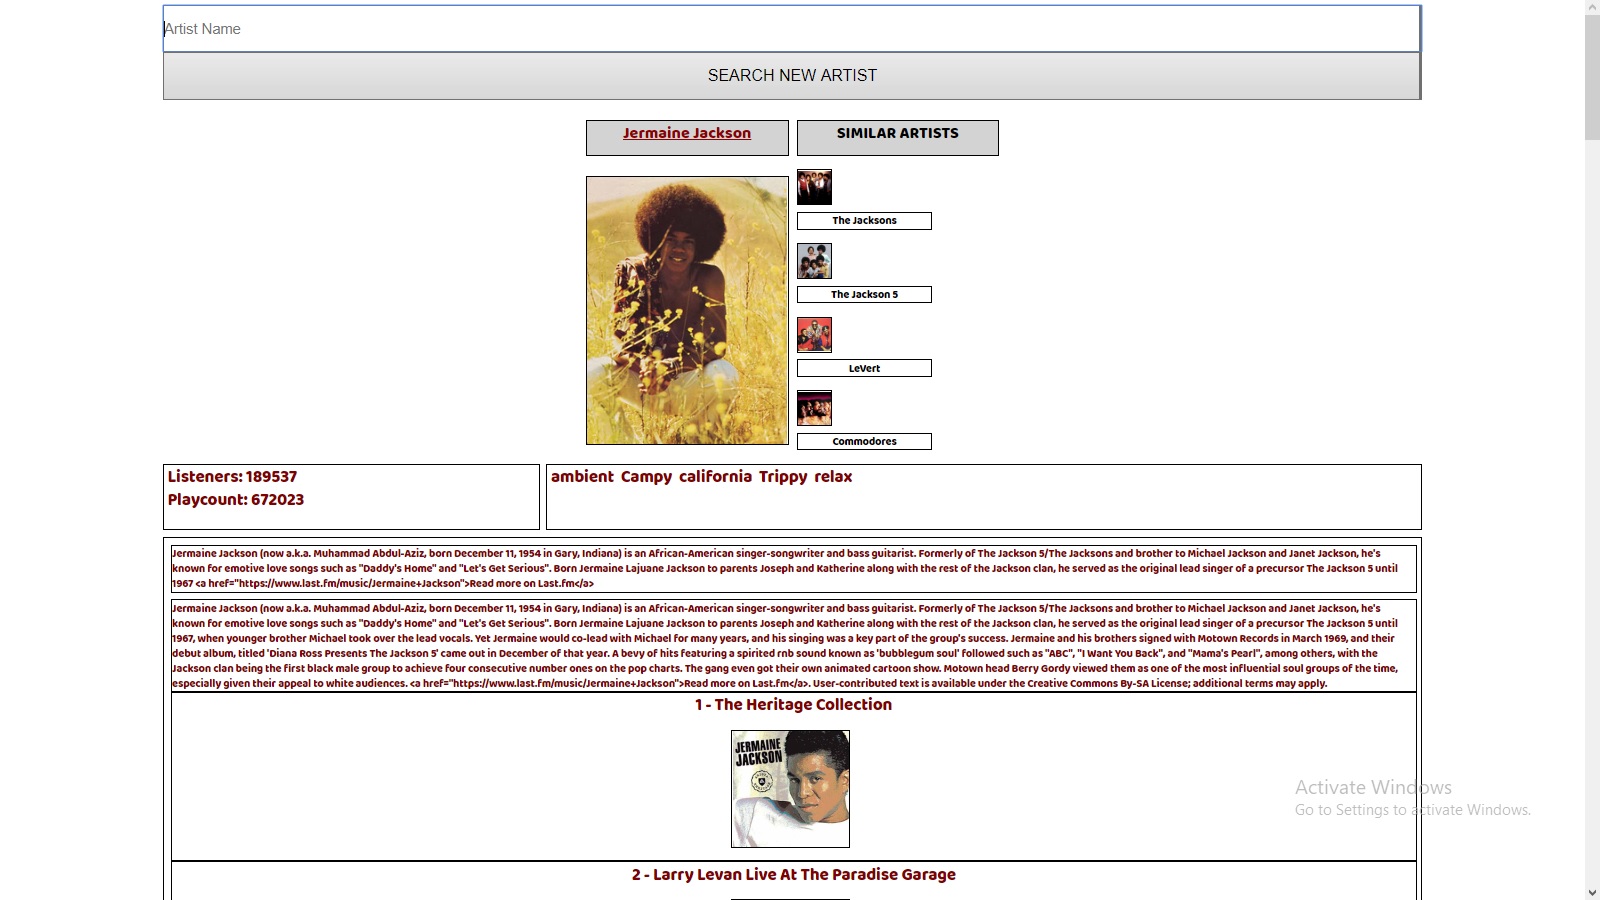 Artist Name
SEARCH NEW ARTIST
Jermaine Jackson
SIMILAR ARTISTS
The Jacksons
The Jackson 5
LeVert
Commodores
Listeners: 189537
Playcount: 672023
ambient Campy california Trippy relax
Jermaine Jackson (now a.k.a. Muhammad Abdul-Aziz, born December 11, 1954 in Gary, Indiana) is an African-American singer-songwriter and bass guitarist. Formerly of The Jackson 5/The Jacksons and brother to Michael Jackson and Janet Jackson, he's
known for emotive love songs such as "Daddy's Home" and "Let's Get Serious". Born Jermaine Lajuane Jackson to parents Joseph and Katherine along with the rest of the Jackson clan, he served as the original lead singer of a precursor The Jackson 5 until
1967 <a href="https://www.last.fm/music/Jermaine+Jackson">Read more on Last.fm</a>
Jermaine Jackson (now a.k.a. Muhammad Abdul-Aziz, born December 11, 1954 in Gary, Indiana) is an African-American singer-songwriter and bass guitarist. Formerly of The Jackson 5/The Jacksons and brother to Michael Jackson and Janet Jackson, he's
known for emotive love songs such as "Daddy's Home" and "Let's Get Serious". Born Jermaine Lajuane Jackson to parents Joseph and Katherine along with the rest of the Jackson clan, he served as the original lead singer of a precursor The Jackson 5 until
1967, when younger brother Michael took over the lead vocals. Yet Jermaine would co-lead with Michael for many years, and his singing was a key part of the group's success. Jermaine and his brothers signed with Motown Records in March 1969, and their
debut album, titled 'Diana Ross Presents The Jackson 5' came out in December of that year. A bevy of hits featuring a spirited rnb sound known as 'bubblegum soul' followed such as "ABC", "I Want You Back", and "Mama's Pearl", among others, with the
Jackson clan being the first black male group to achieve four consecutive number ones on the pop charts. The gang even got their own animated cartoon show. Motown head Berry Gordy viewed them as one of the most influential soul groups of the time,
especially given their appeal to white audiences. <a href="https://www.last.fm/music/Jermaine+Jackson">Read more on Last.fm</a>. User-contributed text is available under the Creative Commons By-SA License; additional terms may apply.
1 - The Heritage Collection
JERMAINE
JACKSON
Activate Windows
Go to Settings to activate Windows.
2 - Larry Levan Live At The Paradise Garage